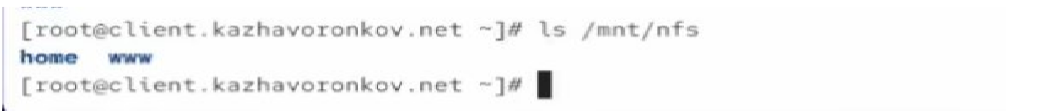 [root@client.kazhavoronkov.net ~]# ls /mnt/nfs
home www
[root@client.kazhavoronkov.net ~]#